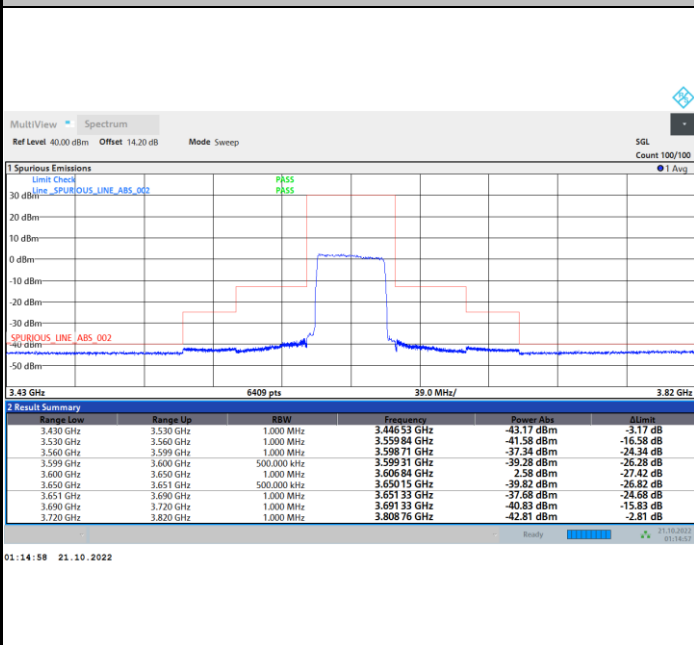 MultiView Spectrum
Ref Level 40.00 dBm Offset 14.20 dB Mode Sweep SGL
Count 100/100
1 Spurious Emissions 1 Avg
Limit Check PASS
Line _SPURIOUS_LINE_ABS_002 PASS
30 dBm
20 dBm
10 dBm
0 dBm
-10 dBm
-20 dBm
-30 dBm
SPURIOUS_LINE_ABS_002
-40 dBm
-50 dBm
3.43 GHz 6409 pts 39.0 MHz/ 3.82 GHz
2 Result Summary
Range Low Range Up RBW Frequency Power Abs ΔLimit
3.430 GHz 3.530 GHz 1.000 MHz 3.446 53 GHz -43.17 dBm -3.17 dB
3.530 GHz 3.560 GHz 1.000 MHz 3.559 84 GHz -41.58 dBm -16.58 dB
3.560 GHz 3.599 GHz 1.000 MHz 3.598 71 GHz -37.34 dBm -24.34 dB
3.599 GHz 3.600 GHz 500.000 kHz 3.599 31 GHz -39.28 dBm -26.28 dB
3.600 GHz 3.650 GHz 1.000 MHz 3.606 84 GHz 2.58 dBm -27.42 dB
3.650 GHz 3.651 GHz 500.000 kHz 3.650 15 GHz -39.82 dBm -26.82 dB
3.651 GHz 3.690 GHz 1.000 MHz 3.651 33 GHz -37.68 dBm -24.68 dB
3.690 GHz 3.720 GHz 1.000 MHz 3.691 33 GHz -40.83 dBm -15.83 dB
3.720 GHz 3.820 GHz 1.000 MHz 3.808 76 GHz -42.81 dBm -2.81 dB
Ready 21.10.2022
01:14:57
01:14:58 21.10.2022